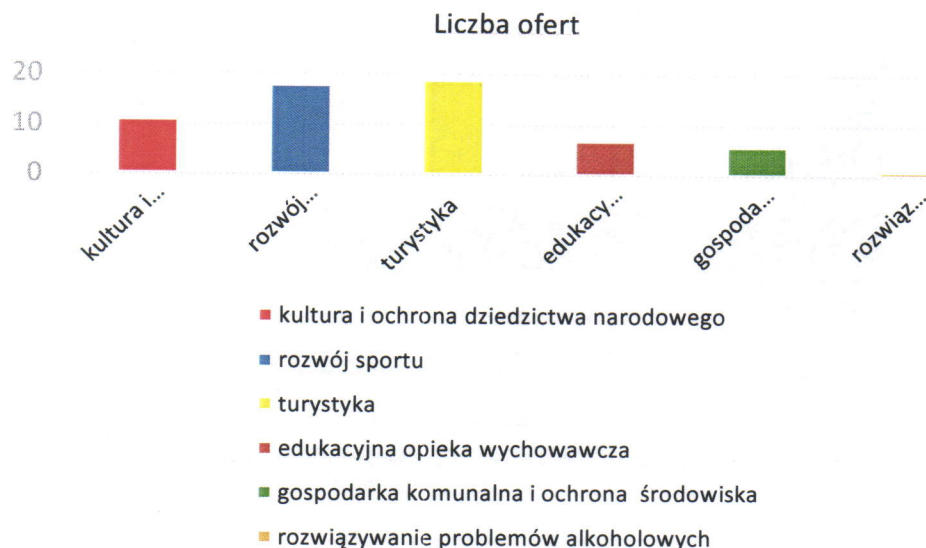 Liczba ofert
20
10
0
kultura i...
rozwój...
turystyka
edukacy...
gospoda...
rozwiąz...
kultura i ochrona dziedzictwa narodowego
rozwój sportu
turystyka
edukacyjna opieka wychowawcza
gospodarka komunalna i ochrona środowiska
rozwiązywanie problemów alkoholowych